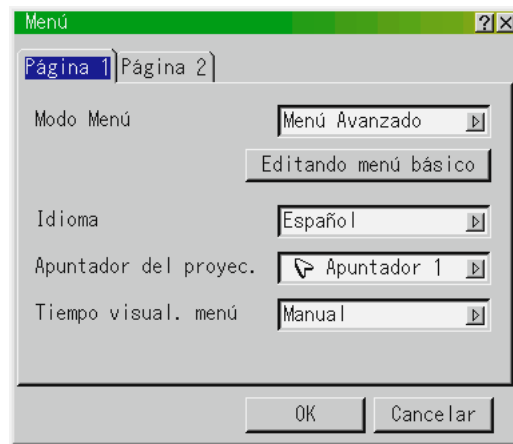 Menú
Página 1 Página 2
Modo Menú Menú Avanzado
Editando menú básico
Idioma Español
Apuntador del proyec. Apuntador 1
Tiempo visual. menú Manual
OK Cancelar